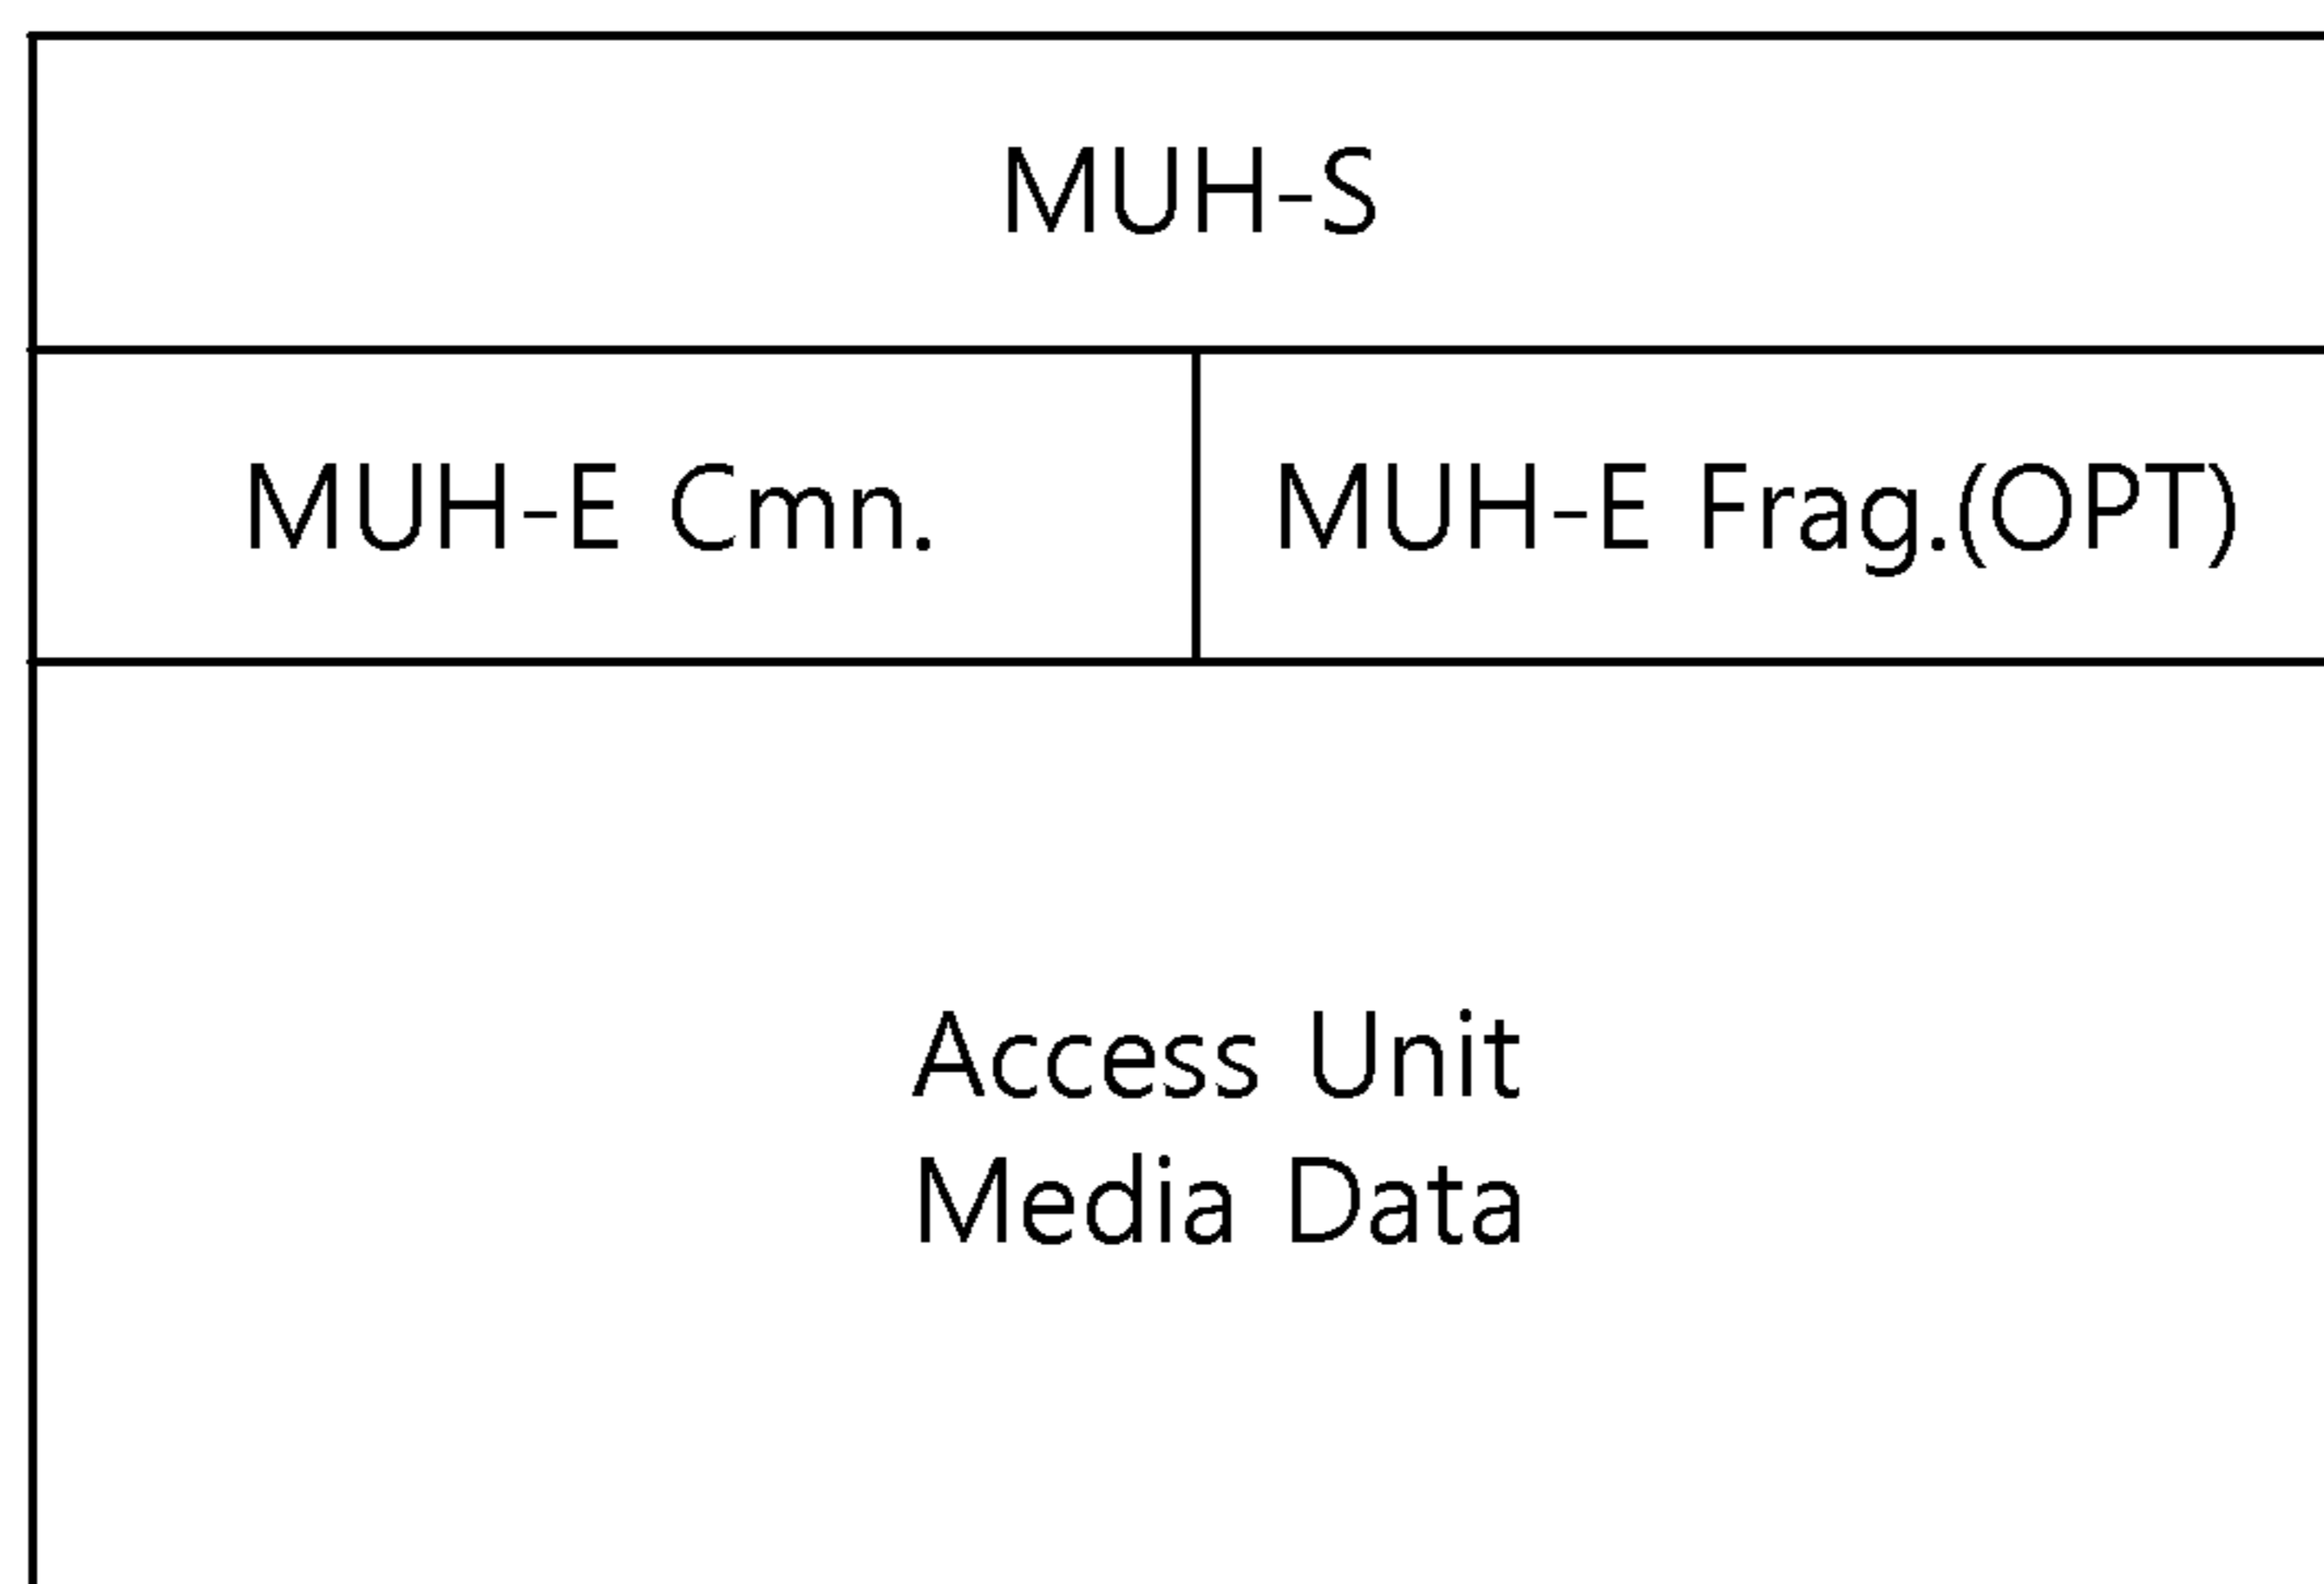 MUH-S
MUH-E Cmn.
MUH-E Frag.(OPT)
Access Unit
Media Data